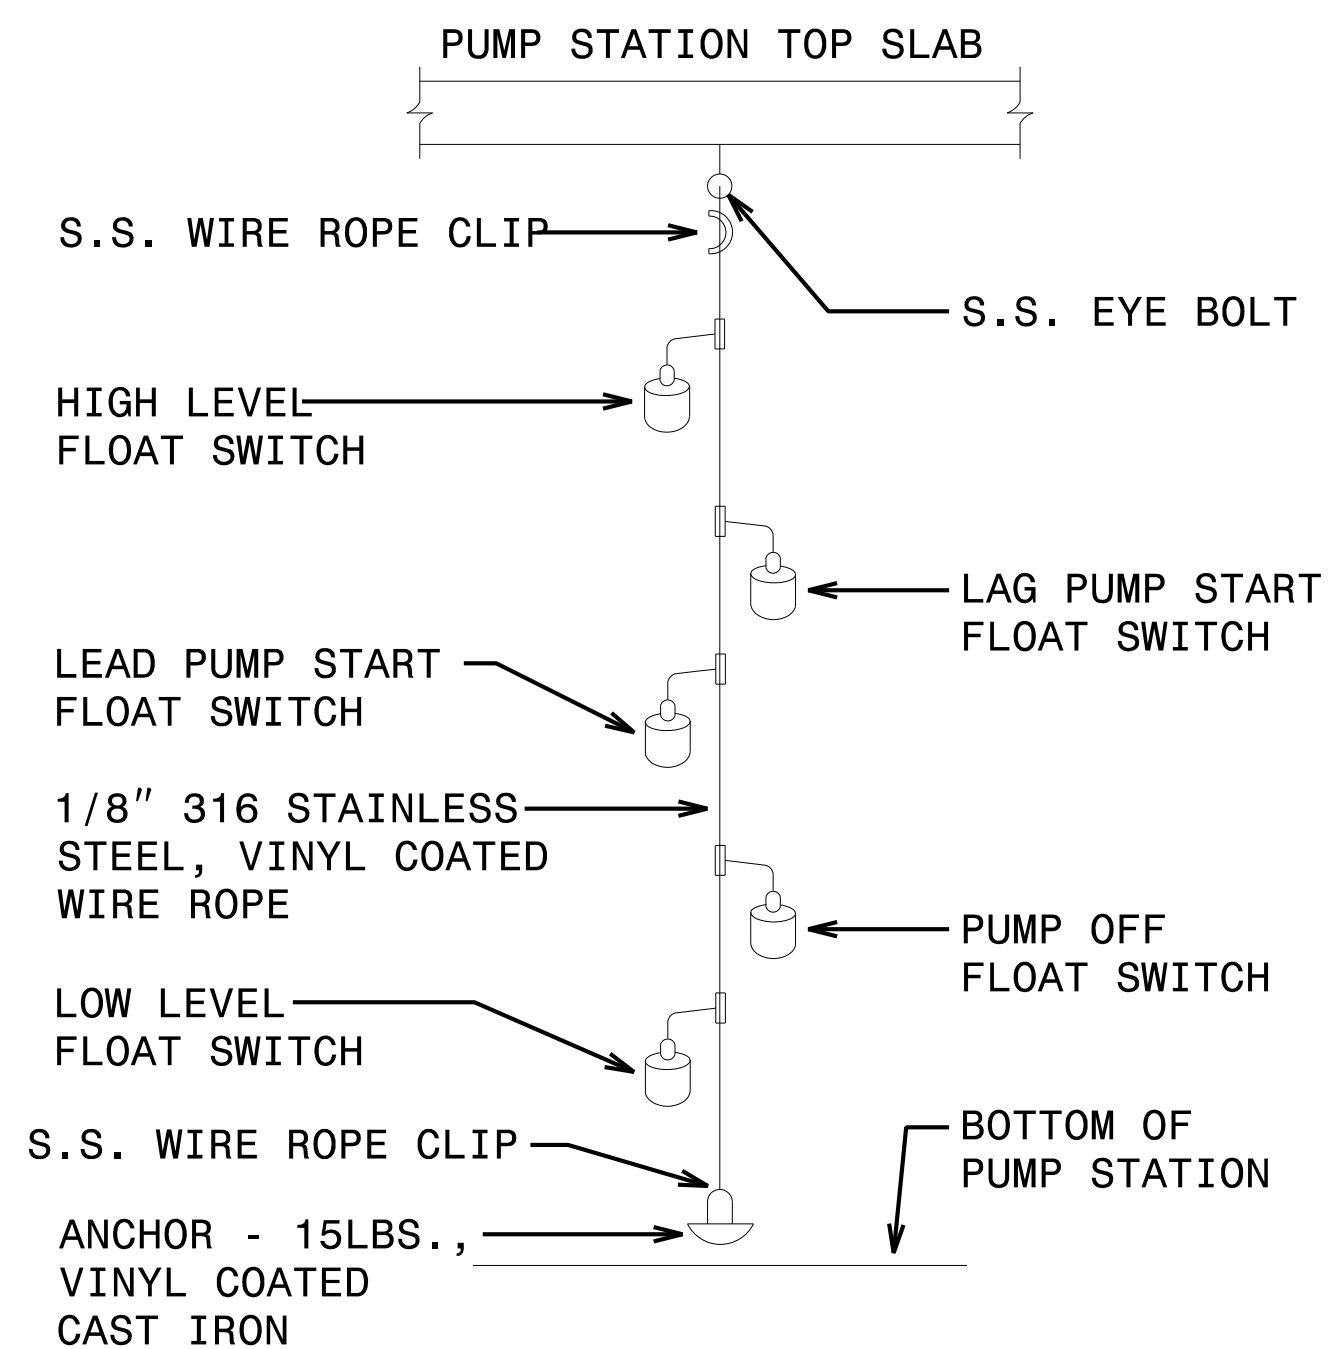 PUMP STATION TOP SLAB
S.S. WIRE ROPE CLIP
S.S. EYE BOLT
HIGH LEVEL
FLOAT SWITCH
LAG PUMP START
FLOAT SWITCH
LEAD PUMP START
FLOAT SWITCH
1/8" 316 STAINLESS
STEEL, VINYL COATED
WIRE ROPE
PUMP OFF
FLOAT SWITCH
LOW LEVEL
FLOAT SWITCH
BOTTOM OF
PUMP STATION
S.S. WIRE ROPE CLIP
ANCHOR - 15LBS.,
VINYL COATED
CAST IRON